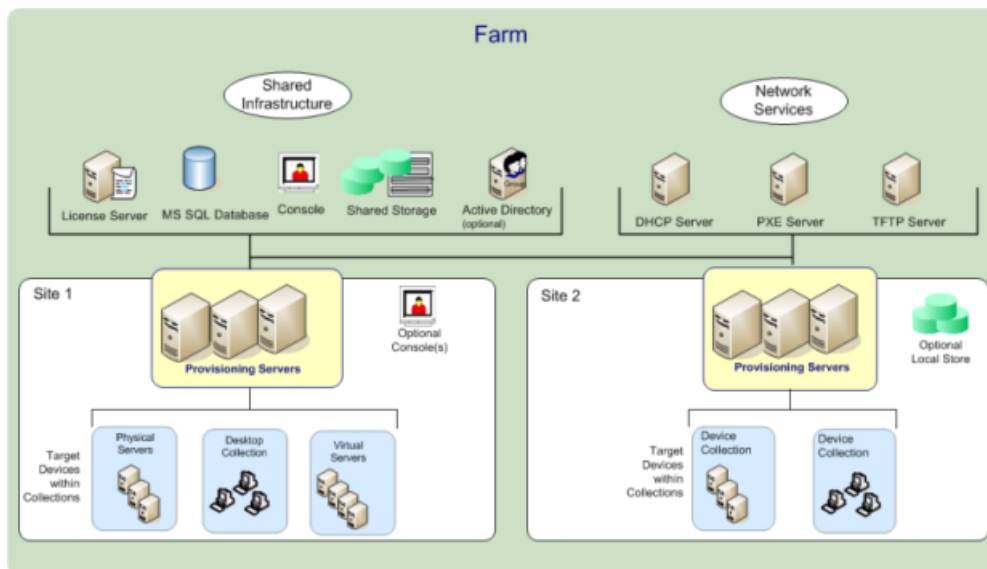 Farm
Shared
Infrastructure
Network
Services
License Server
MS SQL Database
Console
Shared Storage
Group
Active Directory
(optional)
DHCP Server
PXE Server
TFTP Server
Site 1
Provisioning Servers
Optional
Console(s)
Target
Devices
within
Collections
Physical
Servers
Desktop
Collection
Virtual
Servers
Site 2
Provisioning Servers
Optional
Local Store
Target
Devices
within
Collections
Device
Collection
Device
Collection